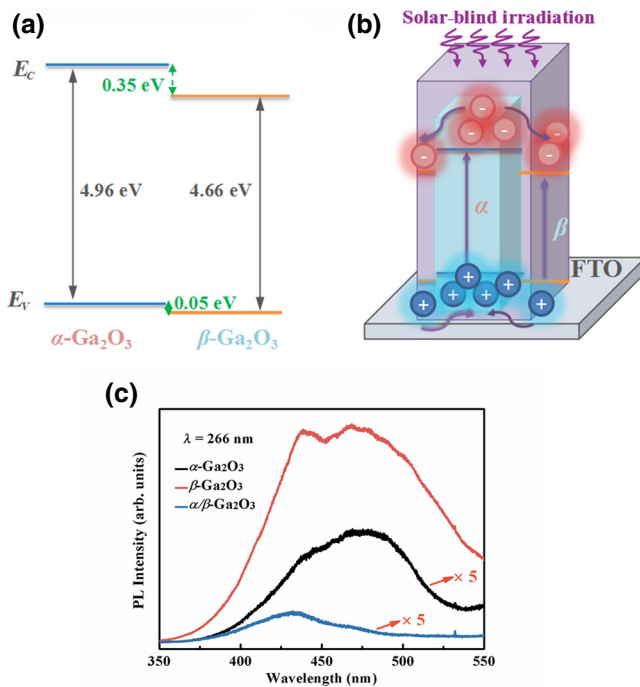 (a)
E_C
0.35 eV
4.96 eV
4.66 eV
E_V
0.05 eV
α-Ga₂O₃
β-Ga₂O₃
(b)
Solar-blind irradiation
- - - - - - -
α
β
FTO
+ + + + + +
(c)
PL Intensity (arb. units)
λ = 266 nm
α-Ga₂O₃
β-Ga₂O₃
α/β-Ga₂O₃
× 5
× 5
350 400 450 500 550
Wavelength (nm)